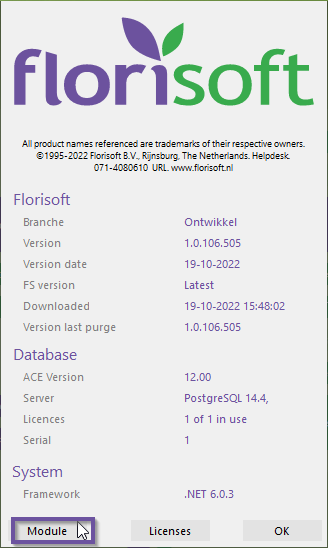 florisoft
All product names referenced are trademarks of their respective owners.
©1995-2022 Florisoft B.V., Rijnsburg, The Netherlands. Helpdesk.
071-4080610 URL. www.florisoft.nl
Florisoft
Branche Ontwikkel
Version 1.0.106.505
Version date 19-10-2022
FS version Latest
Downloaded 19-10-2022 15:48:02
Version last purge 1.0.106.505
Database
ACE Version 12.00
Server PostgreSQL 14.4,
Licences 1 of 1 in use
Serial 1
System
Framework .NET 6.0.3
Module Licenses OK